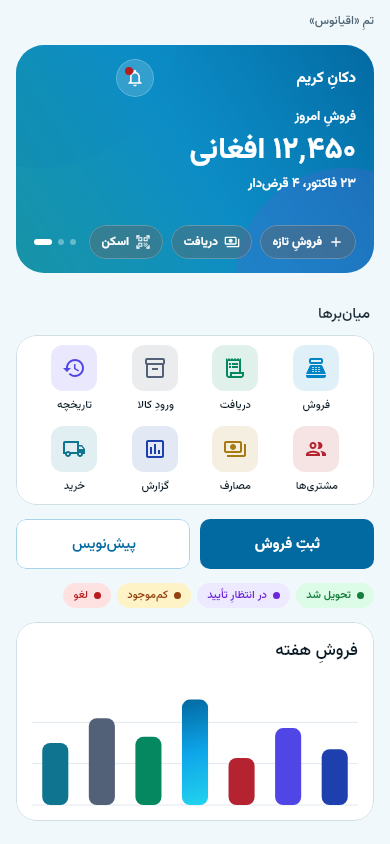 تمِ «اقیانوس»
دکانِ کریم
فروشِ امروز
۱۲,۴۵۰ افغانی
۲۳ فاکتور، ۴ قرض‌دار
فروشِ تازه
دریافت
اسکن
میان‌برها
فروش
دریافت
ورودِ کالا
تاریخچه
مشتری‌ها
مصارف
گزارش
خرید
ثبتِ فروش
پیش‌نویس
تحویل شد
در انتظارِ تأیید
کم‌موجود
لغو
فروشِ هفته